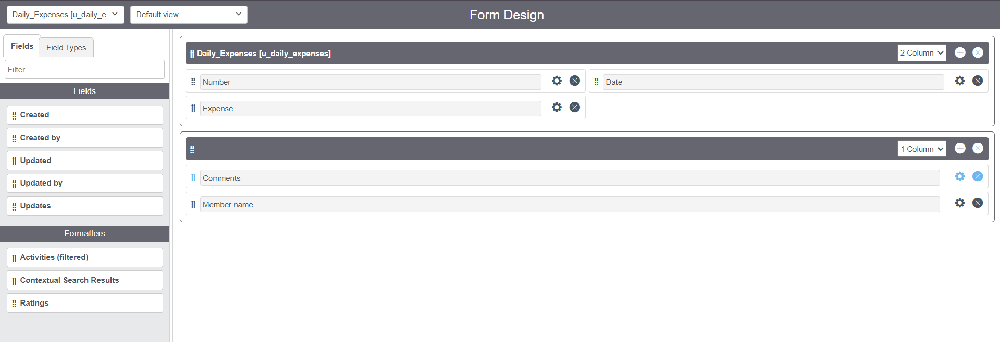 Daily_Expenses [u_daily_e
Default view
Form Design
Fields
Field Types
Filter
Fields
Created
Created by
Updated
Updated by
Updates
Formatters
Activities (filtered)
Contextual Search Results
Ratings
Daily_Expenses [u_daily_expenses]
2 Column
Number
Date
Expense
1 Column
Comments
Member name